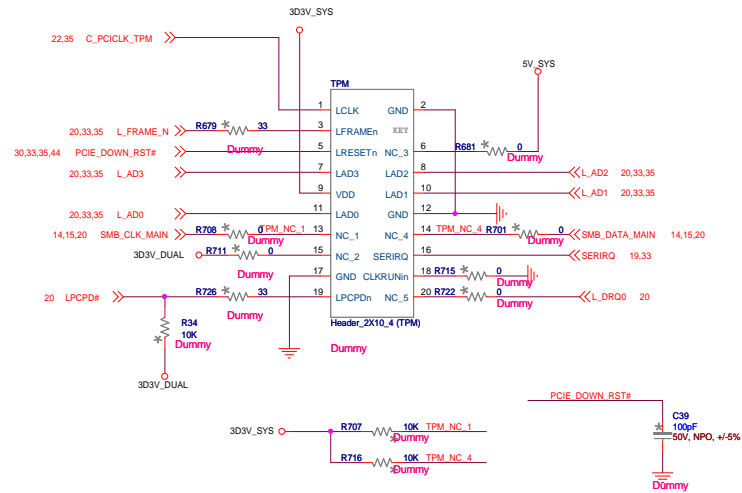 3D3V_SYS
22,35 C_PCICLK_TPM
5V_SYS
TPM
1 LCLK GND 2
20,33,35 L_FRAME_N R679 33 3 LFRAMEn KEY
Dummy
30,33,35,44 PCIE_DOWN_RST# 5 LRESETn NC_3 6 R681 0
Dummy
20,33,35 L_AD3 7 LAD3 LAD2 8 L_AD2 20,33,35
9 VDD LAD1 10 L_AD1 20,33,35
20,33,35 L_AD0 11 LAD0 GND 12
14,15,20 SMB_CLK_MAIN R708 0 TPM_NC_1 13 NC_1 NC_4 14 TPM_NC_4 R701 0 SMB_DATA_MAIN 14,15,20
Dummy Dummy
3D3V_DUAL R711 0 15 NC_2 SERIRQ 16 SERIRQ 19,33
Dummy
17 GND CLKRUNin 18 R715 0
Dummy
20 LPCPD# R726 33 19 LPCPDn NC_5 20 R722 0 L_DRQ0 20
Dummy Dummy
R34
10K
Dummy
Header_2X10_4 (TPM)
Dummy
3D3V_DUAL
PCIE_DOWN_RST#
C39
100pF
50V, NPO, +/-5%
Dummy
3D3V_SYS R707 10K TPM_NC_1
Dummy
R716 10K TPM_NC_4
Dummy